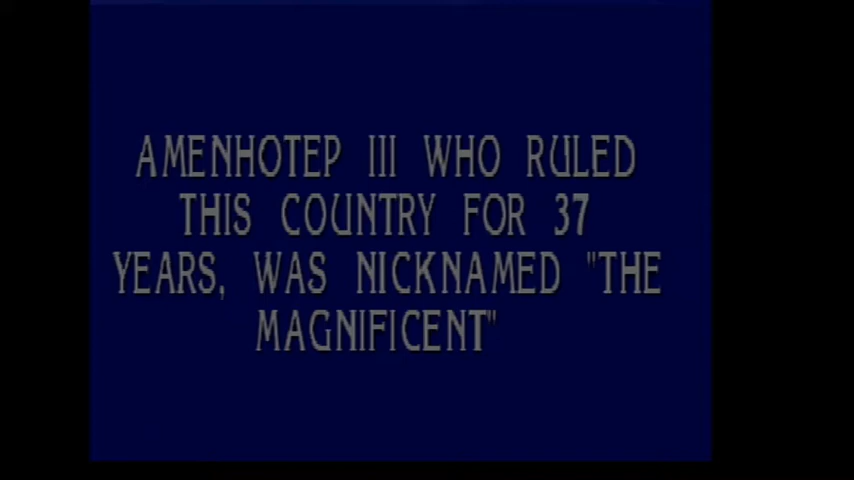 AMENHOTEP III WHO RULED
THIS COUNTRY FOR 37
YEARS, WAS NICKNAMED "THE
MAGNIFICENT"